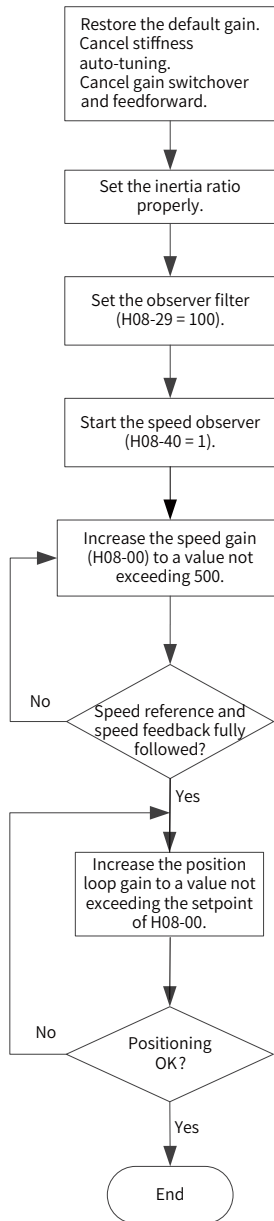 Restore the default gain.
Cancel stiffness
auto-tuning.
Cancel gain switchover
and feedforward.
Set the inertia ratio
properly.
Set the observer filter
(H08-29 = 100).
Start the speed observer
(H08-40 = 1).
Increase the speed gain
(H08-00) to a value not
exceeding 500.
No
Speed reference and
speed feedback fully
followed?
Yes
Increase the position
loop gain to a value not
exceeding the setpoint
of H08-00.
No
Positioning
OK?
Yes
End